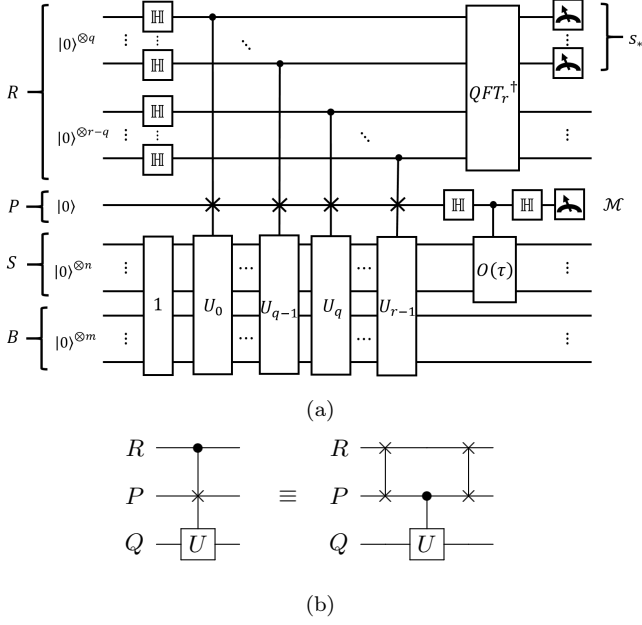 R
|0⟩^{⊗q}
ℍ
ℍ
|0⟩^{⊗r−q}
ℍ
ℍ
QFT_r^†
s_*
P
|0⟩
ℍ
ℍ
ℳ
S
|0⟩^{⊗n}
1
U_0
U_{q−1}
U_q
U_{r−1}
O(τ)
B
|0⟩^{⊗m}
(a)
R
P
Q
U
≡
R
P
Q
U
(b)